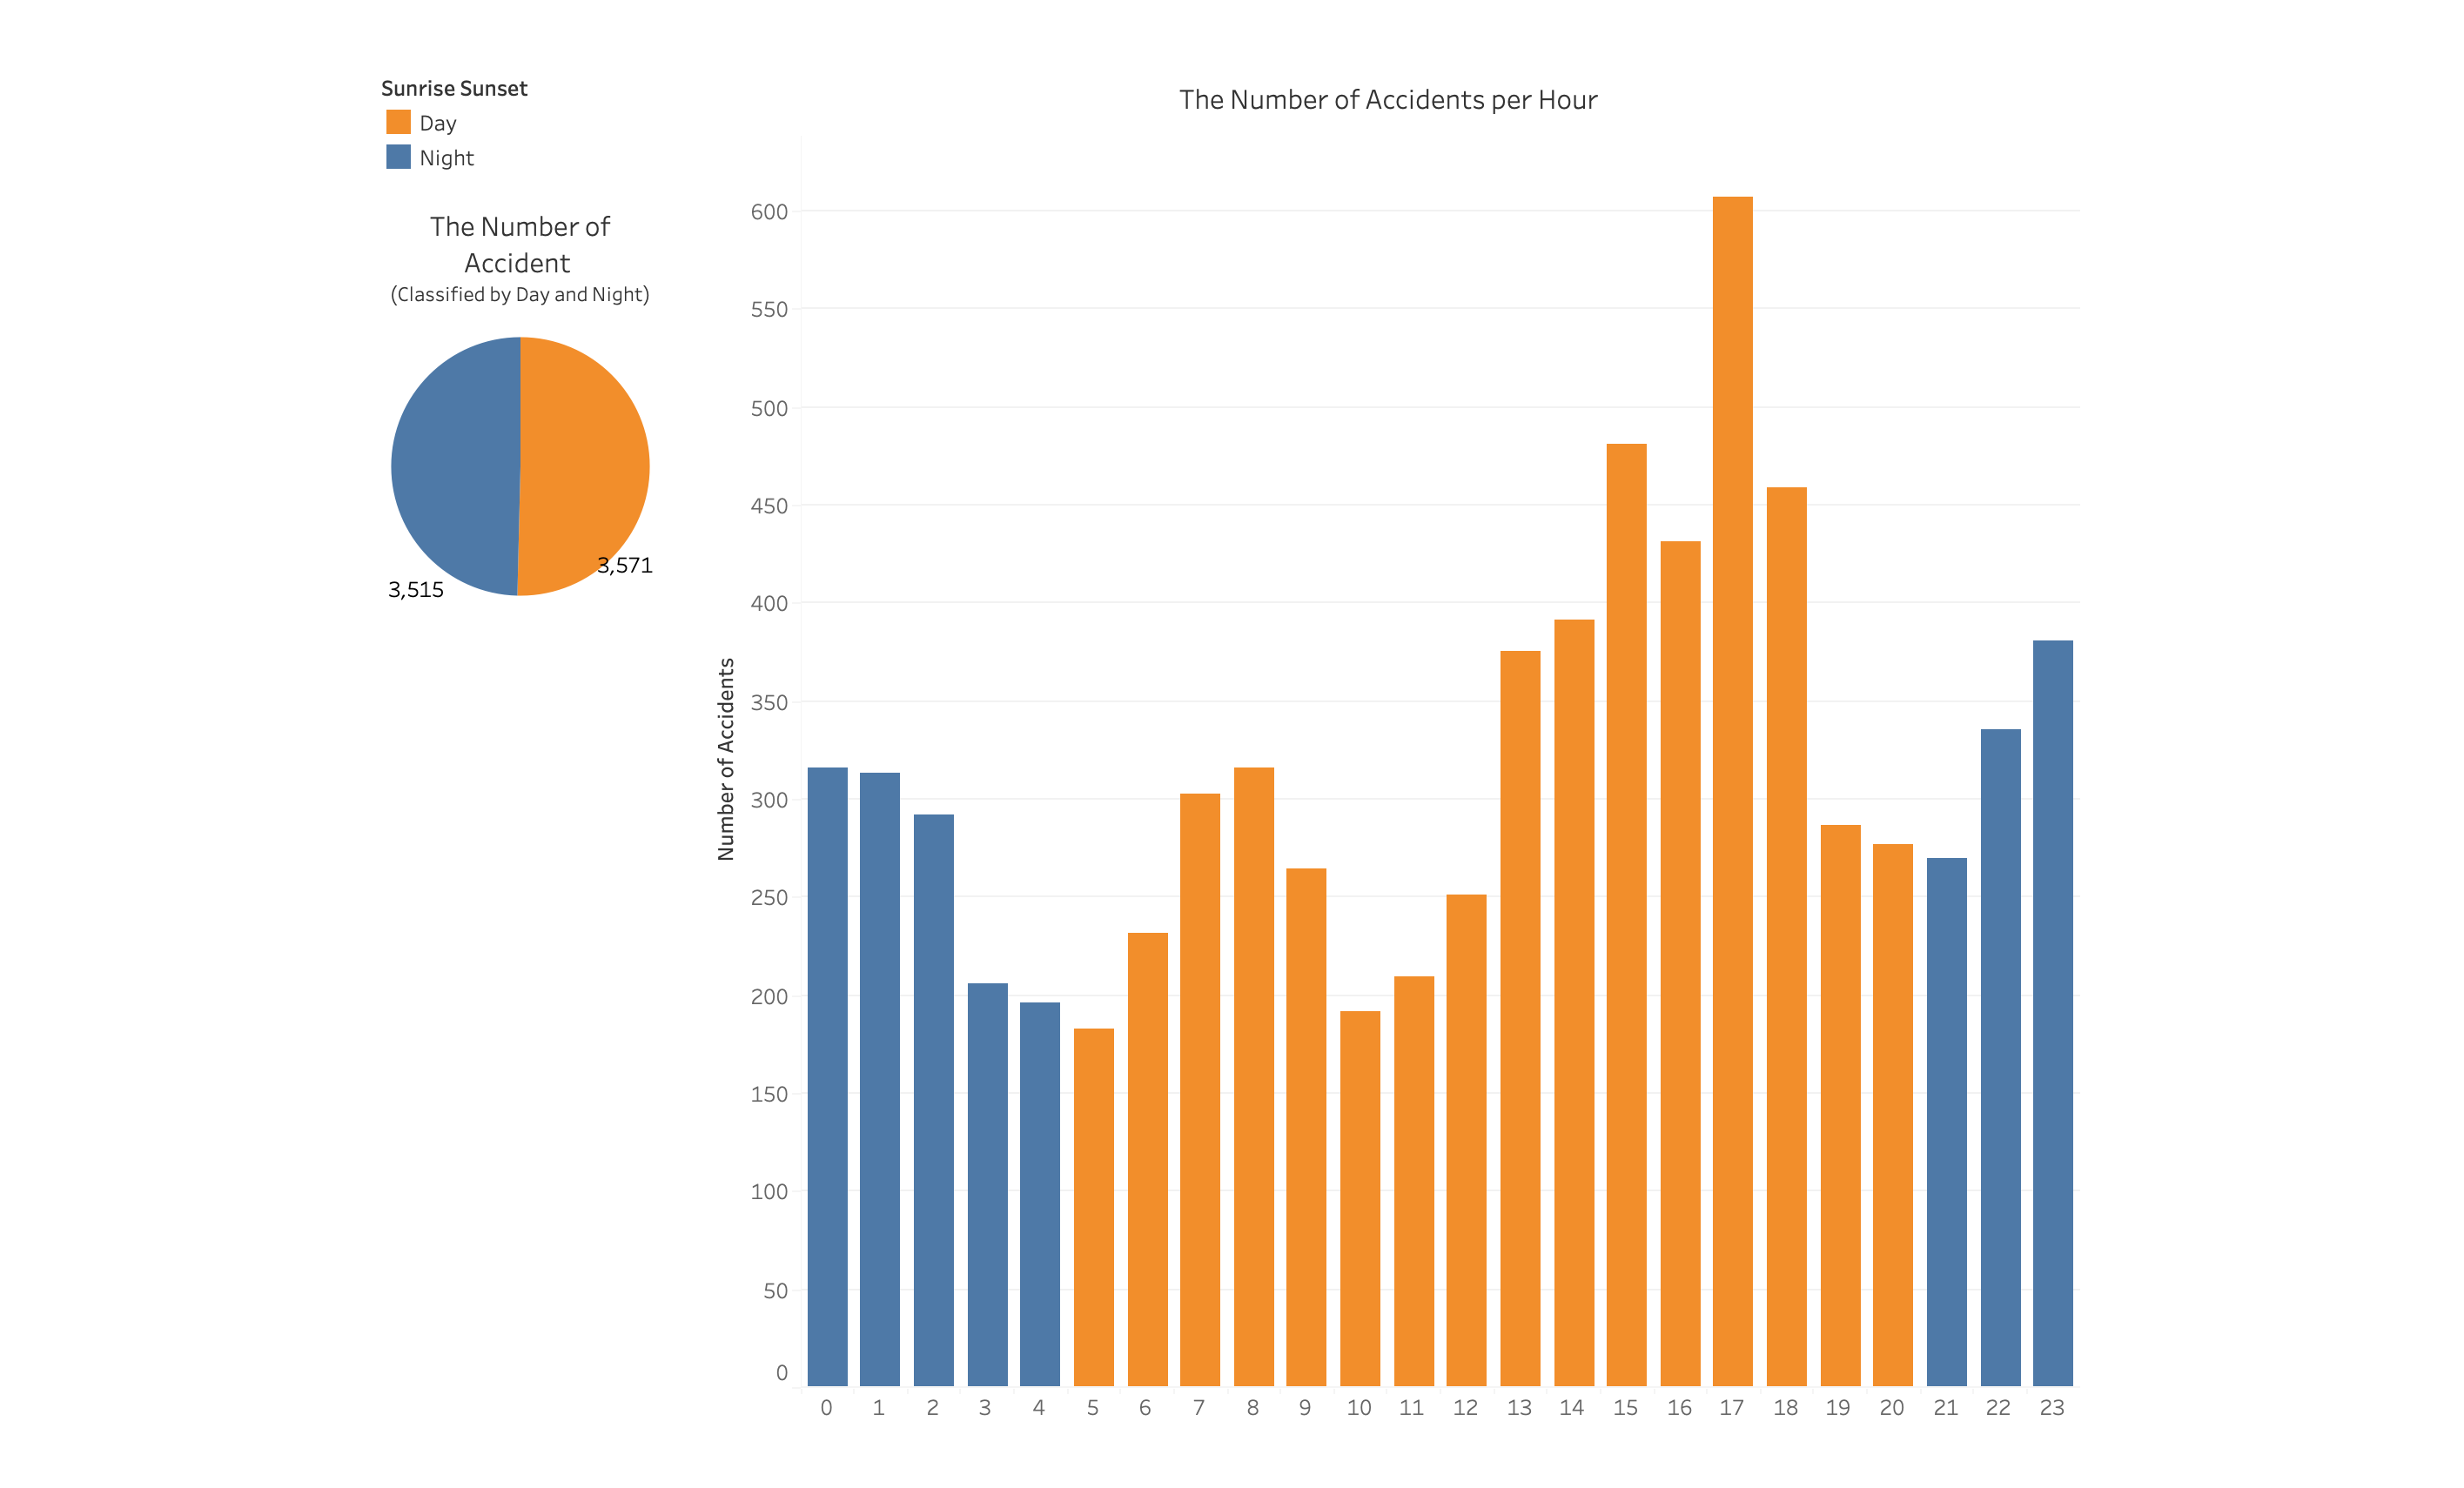 Sunrise Sunset
Day
Night
The Number of
Accident
(Classified by Day and Night)
3,571
3,515
The Number of Accidents per Hour
Number of Accidents
600
550
500
450
400
350
300
250
200
150
100
50
0
0 1 2 3 4 5 6 7 8 9 10 11 12 13 14 15 16 17 18 19 20 21 22 23